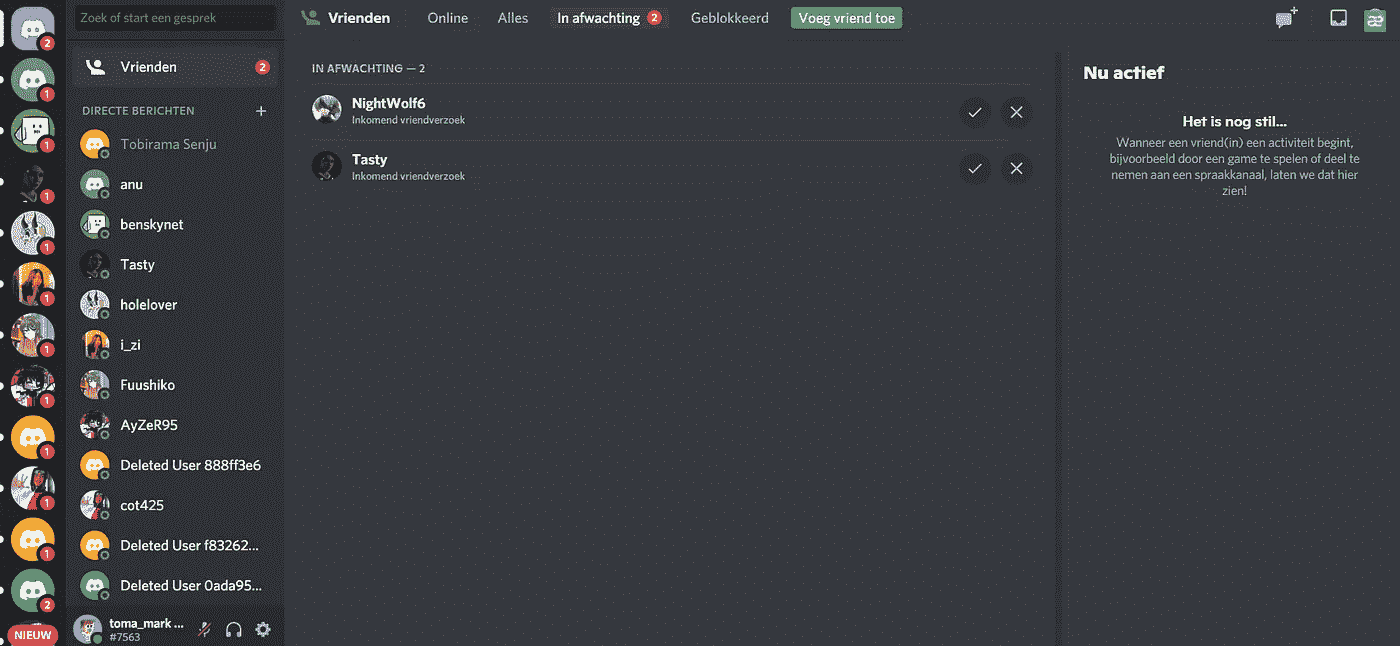 Zoek of start een gesprek
Vrienden
Online
Alles
In afwachting 2
Geblokkeerd
Voeg vriend toe
2
1
1
1
1
1
1
1
1
1
1
2
NIEUW
Vrienden 2
DIRECTE BERICHTEN +
Tobirama Senju
anu
benskynet
Tasty
holelover
i_zi
Fuushiko
AyZeR95
Deleted User 888ff3e6
cot425
Deleted User f83262...
Deleted User 0ada95...
toma_mark ...
#7563
IN AFWACHTING — 2
NightWolf6
Inkomend vriendverzoek
Tasty
Inkomend vriendverzoek
Nu actief
Het is nog stil...
Wanneer een vriend(in) een activiteit begint,
bijvoorbeeld door een game te spelen of deel te
nemen aan een spraakkanaal, laten we dat hier
zien!